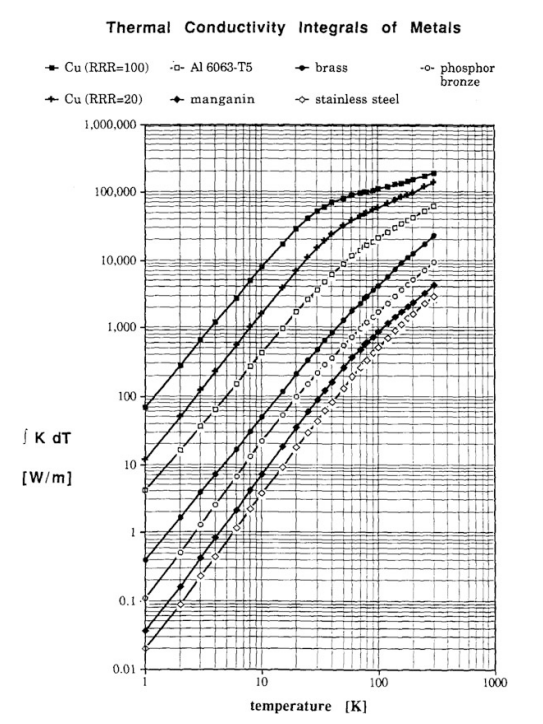 Thermal Conductivity Integrals of Metals
Cu (RRR=100) Al 6063-T5 brass phosphor
bronze
Cu (RRR=20) manganin stainless steel
1,000,000
100,000
10,000
1,000
100
∫ K dT
[W/m]
10
1
0.1
0.01
1 10 100 1000
temperature [K]